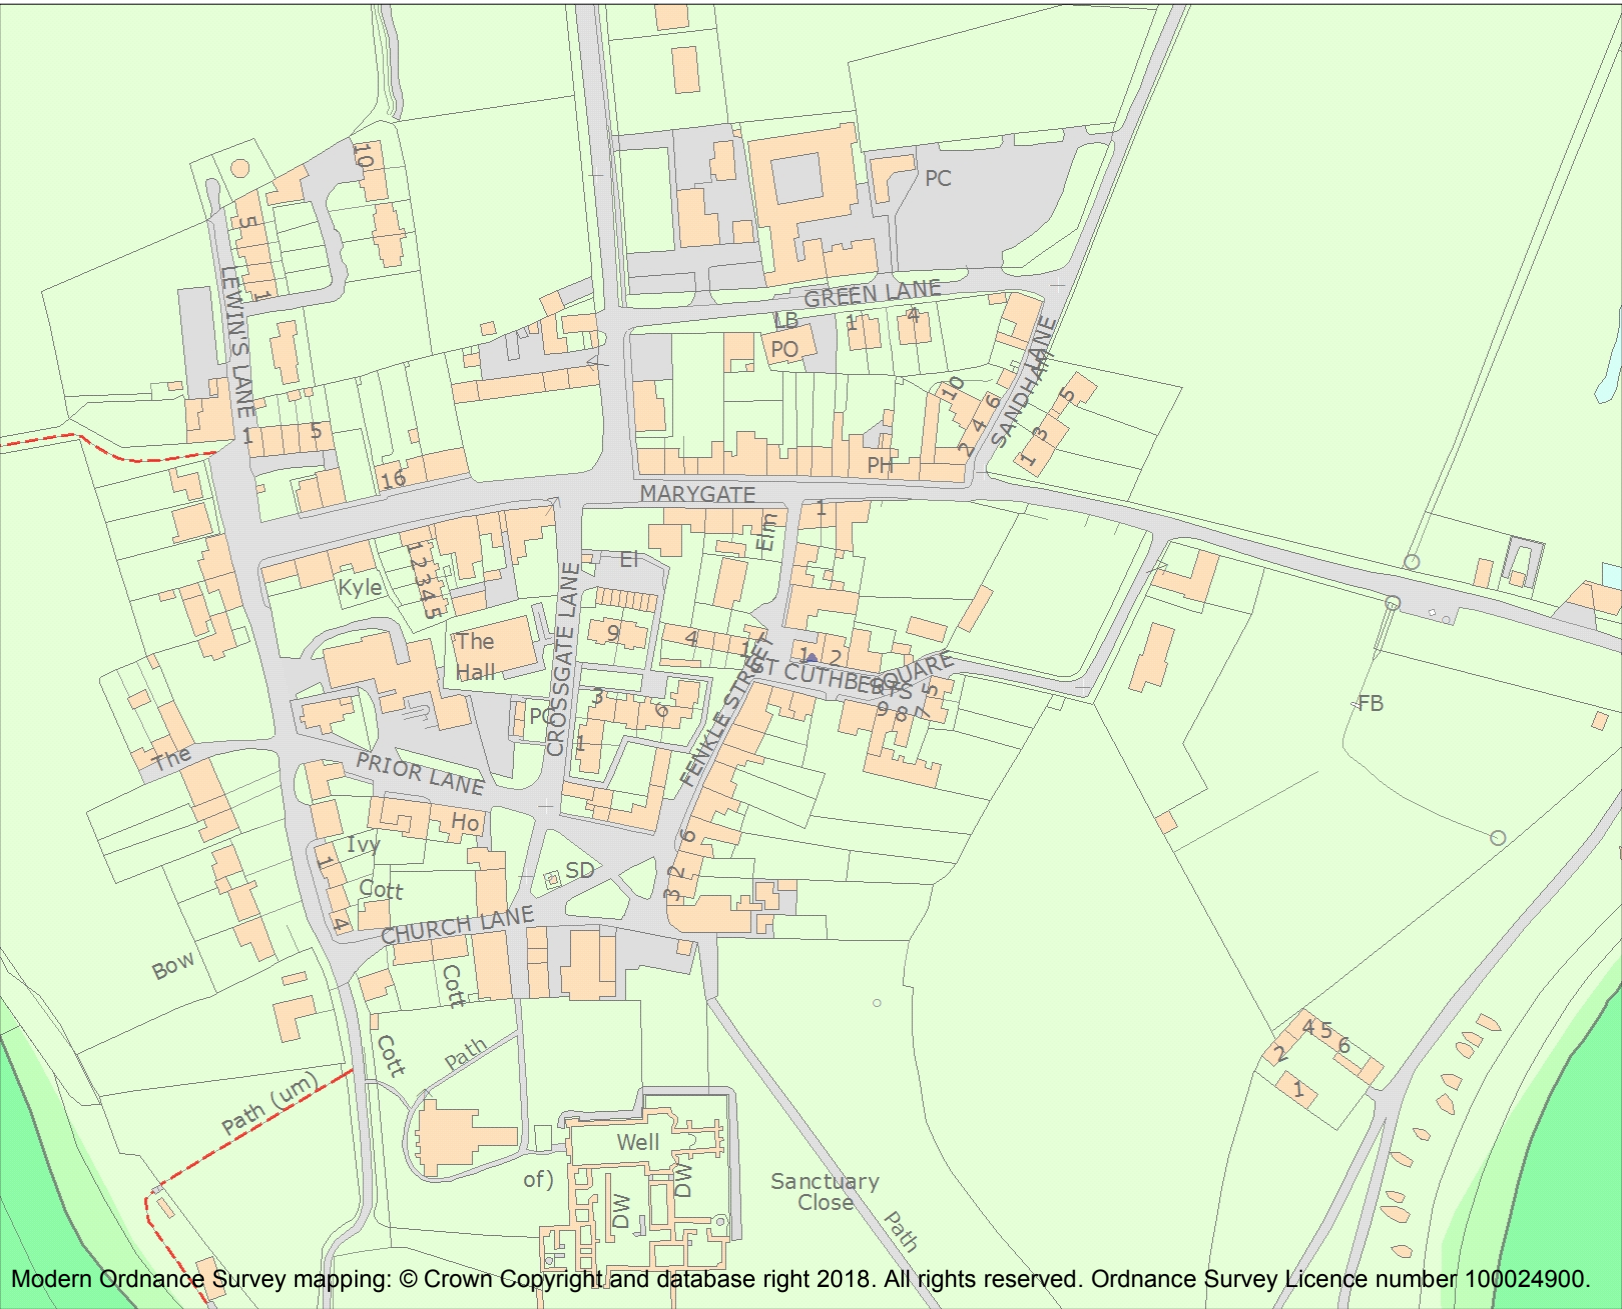 10
PC
5
1
LEWIN'S LANE
GREEN LANE
LB
PO
1
4
SANDHAM
LANE
10
6
4
2
5
3
1
1
5
PH
16
MARYGATE
1
Elm
El
1
2
3
4
5
Kyle
9
4
1
The
Hall
CROSSGATE LANE
1
2
ST CUTHBERTS
SQUARE
5
7
8
9
FB
3
6
PC
1
FENKLE STREET
The
PRIOR LANE
Ho
6
Ivy
1
SD
2
3
Cott
4
CHURCH LANE
Bow
Cott
4
5
6
2
1
Cott
Path
Path (um)
Well
of)
DW
DW
Sanctuary
Close
Path
Modern Ordnance Survey mapping: © Crown Copyright and database right 2018. All rights reserved. Ordnance Survey Licence number 100024900.